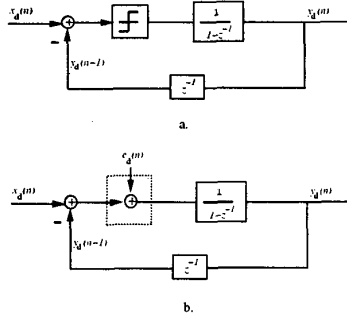 x_d(n)
1
1-z^{-1}
y_d(n)
y_d(n-1)
z^{-1}
a.
e_d(n)
x_d(n)
1
1-z^{-1}
y_d(n)
y_d(n-1)
z^{-1}
b.